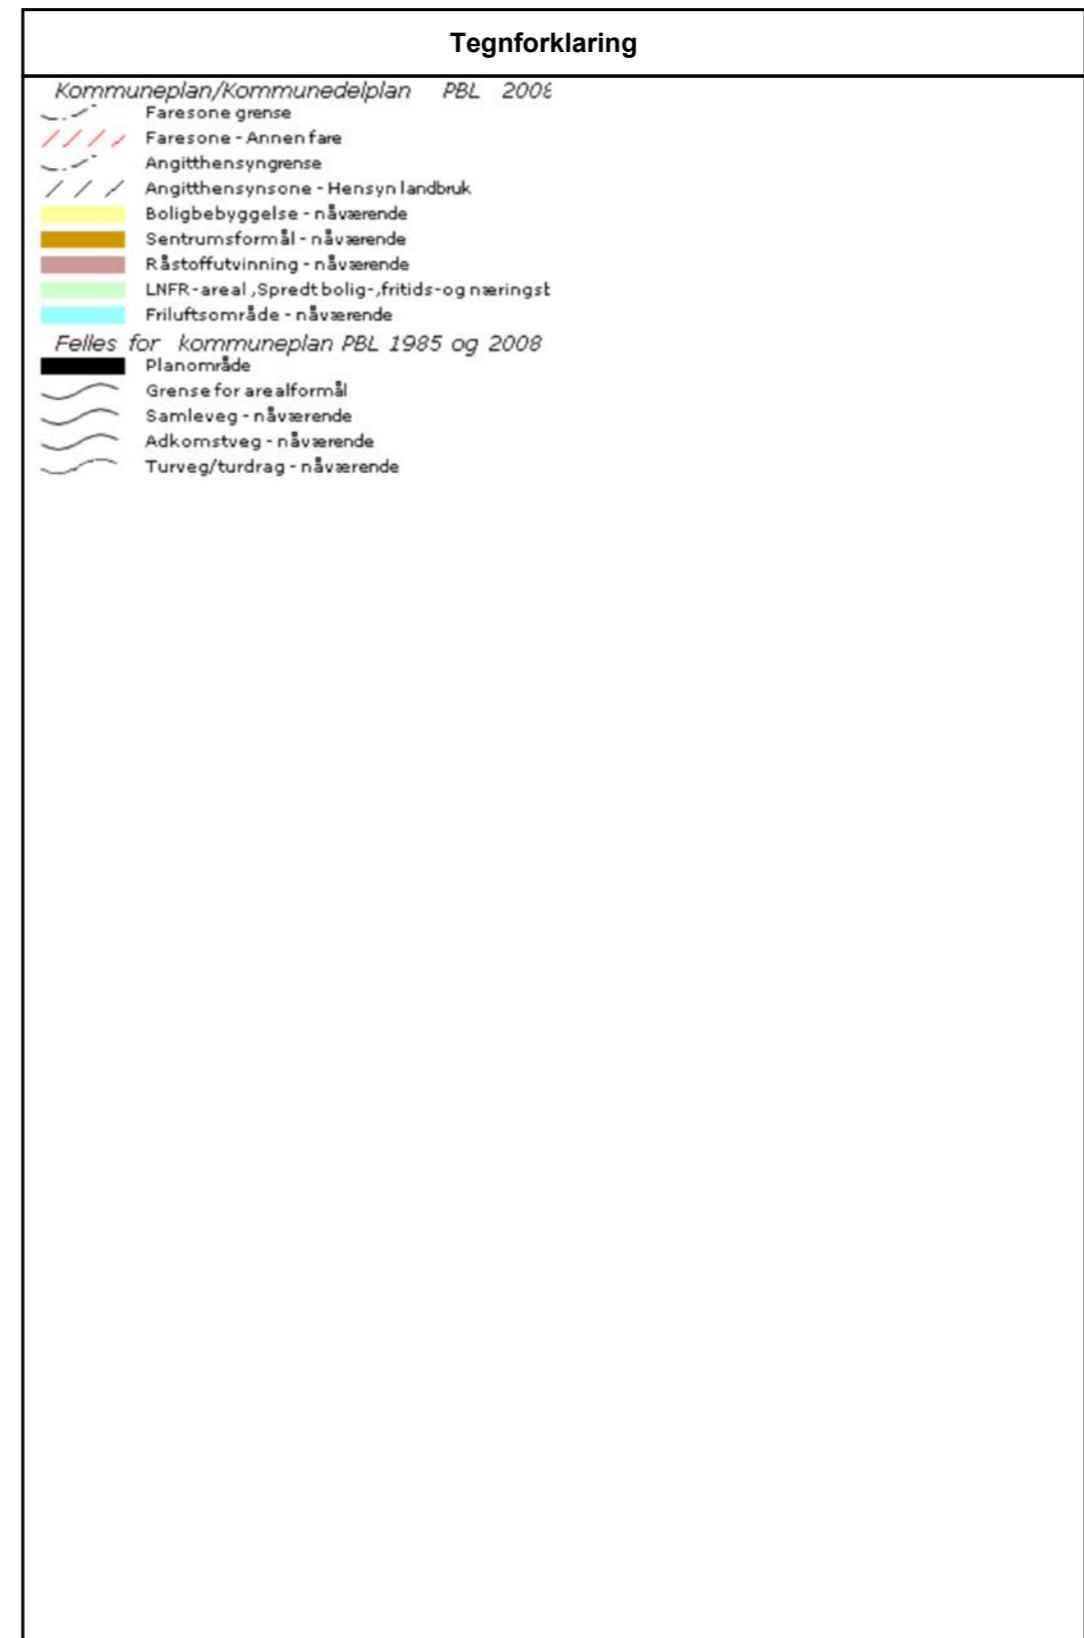 Tegnforklaring
Kommuneplan/Kommunedelplan PBL 2008
Faresone grense
Faresone - Annen fare
Angitthensyngrense
Angitthensynsone - Hensyn landbruk
Boligbebyggelse - nåværende
Sentrumsformål - nåværende
Råstoffutvinning - nåværende
LNFR-areal ,Spredt bolig-,fritids-og næringst
Friluftsområde - nåværende
Felles for kommuneplan PBL 1985 og 2008
Planområde
Grense for arealformål
Samleveg - nåværende
Adkomstveg - nåværende
Turveg/turdrag - nåværende